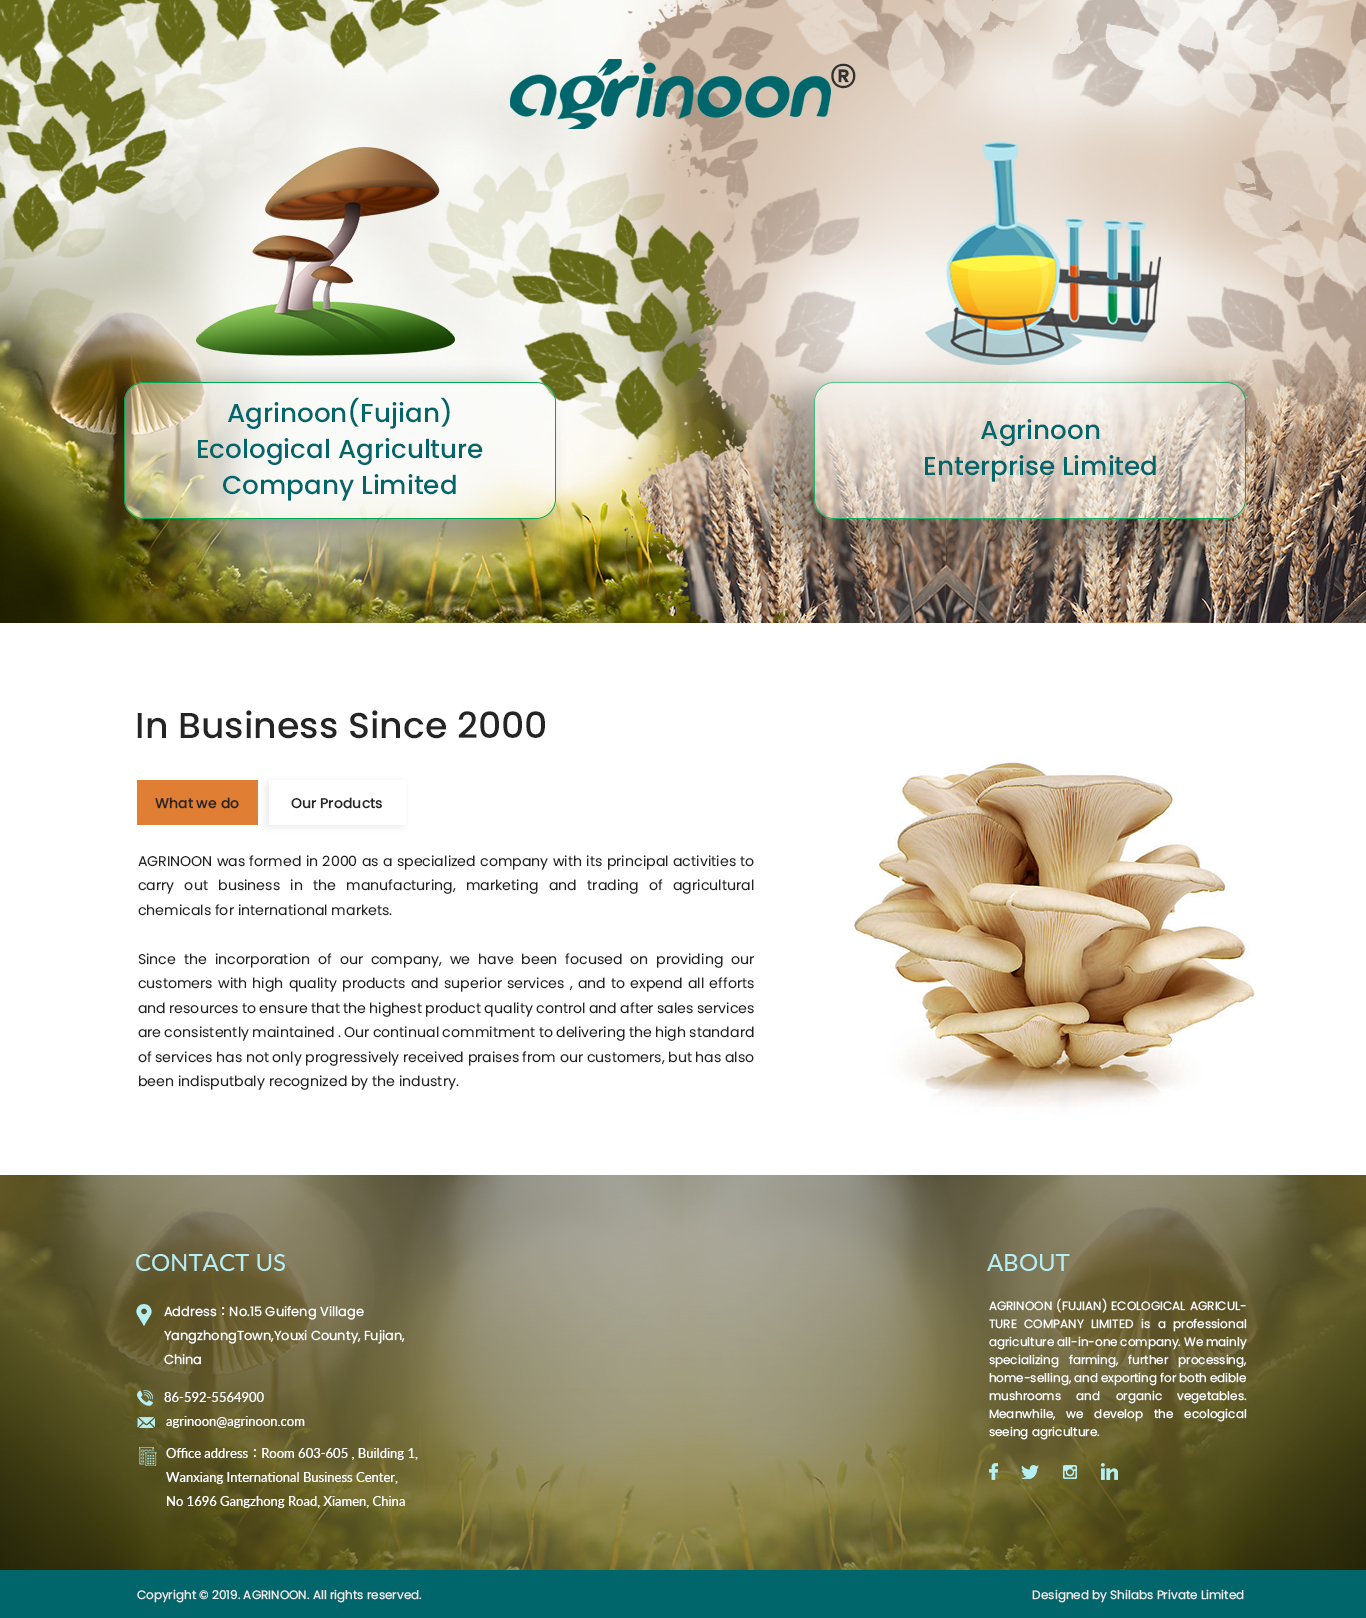 agrinoon®
Agrinoon(Fujian)
Ecological Agriculture
Company Limited
Agrinoon
Enterprise Limited
In Business Since 2000
What we do
Our Products
AGRINOON was formed in 2000 as a specialized company with its principal activities to
carry out business in the manufacturing, marketing and trading of agricultural
chemicals for international markets.
Since the incorporation of our company, we have been focused on providing our
customers with high quality products and superior services , and to expend all efforts
and resources to ensure that the highest product quality control and after sales services
are consistently maintained . Our continual commitment to delivering the high standard
of services has not only progressively received praises from our customers, but has also
been indisputbaly recognized by the industry.
CONTACT US
Address：No.15 Guifeng Village
YangzhongTown,Youxi County, Fujian,
China
86-592-5564900
agrinoon@agrinoon.com
Office address：Room 603-605 , Building 1,
Wanxiang International Business Center,
No 1696 Gangzhong Road, Xiamen, China
ABOUT
AGRINOON (FUJIAN) ECOLOGICAL AGRICUL-
TURE COMPANY LIMITED is a professional
agriculture all-in-one company. We mainly
specializing farming, further processing,
home-selling, and exporting for both edible
mushrooms and organic vegetables.
Meanwhile, we develop the ecological
seeing agriculture.
Copyright © 2019. AGRINOON. All rights reserved.
Designed by Shilabs Private Limited